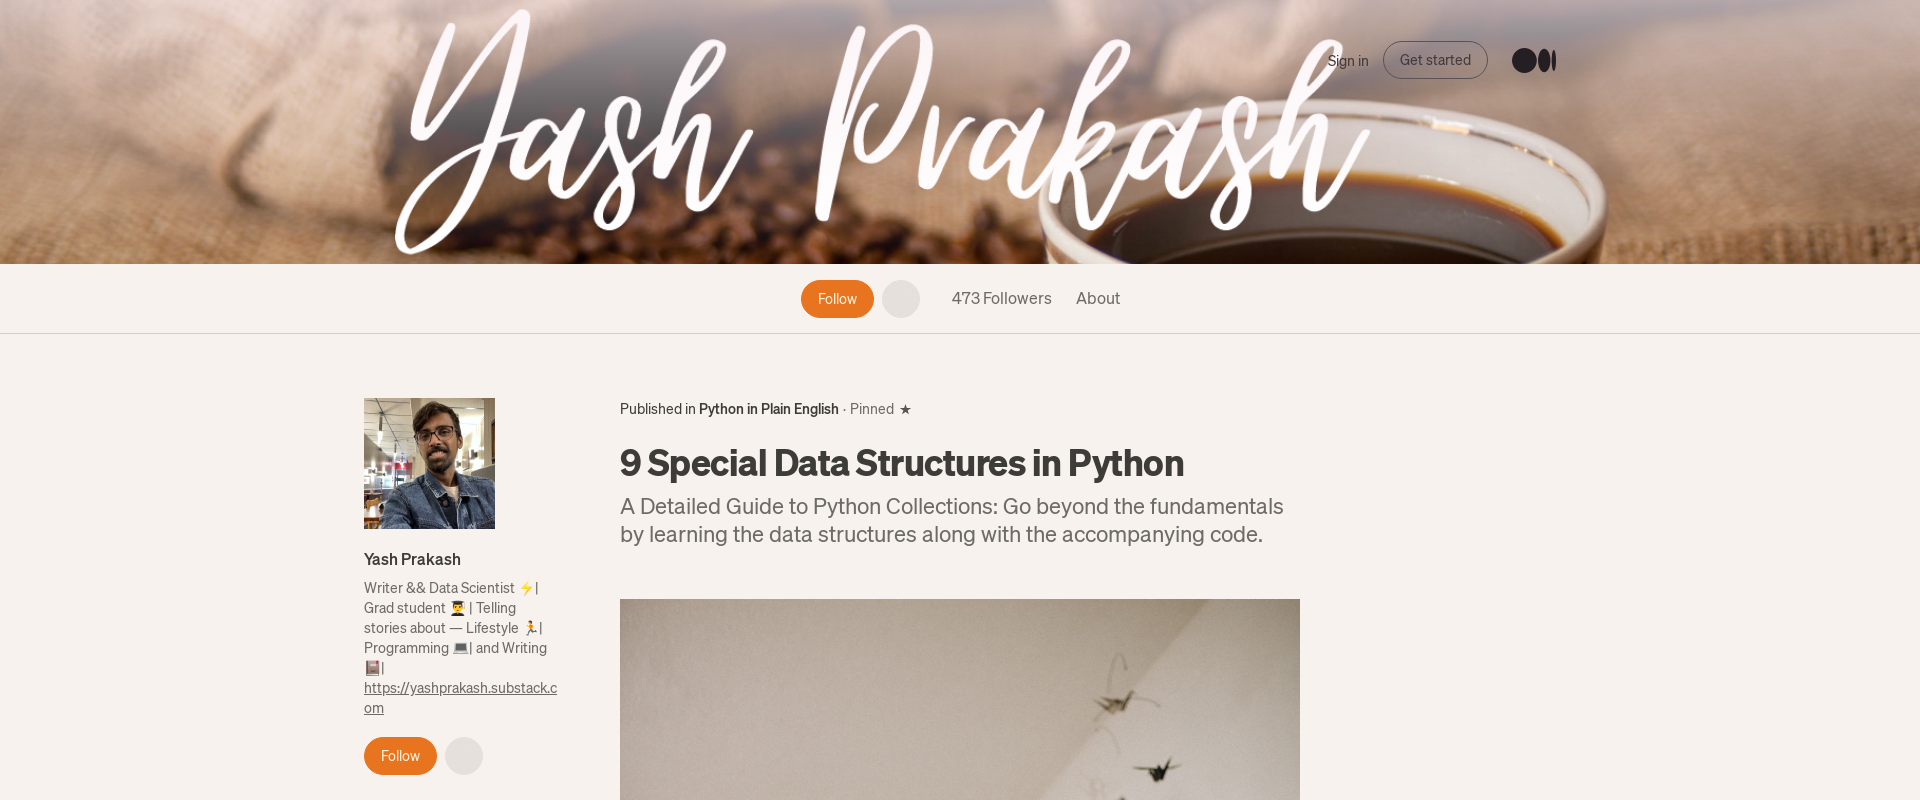 Yash Prakash
Sign in
Get started
Follow
473 Followers
About
Published in Python in Plain English · Pinned ★
9 Special Data Structures in Python
A Detailed Guide to Python Collections: Go beyond the fundamentals
by learning the data structures along with the accompanying code.
Yash Prakash
Writer && Data Scientist ⚡|
Grad student 👨‍🎓 | Telling
stories about — Lifestyle 🏃|
Programming 💻| and Writing
📓|
https://yashprakash.substack.c
om
Follow